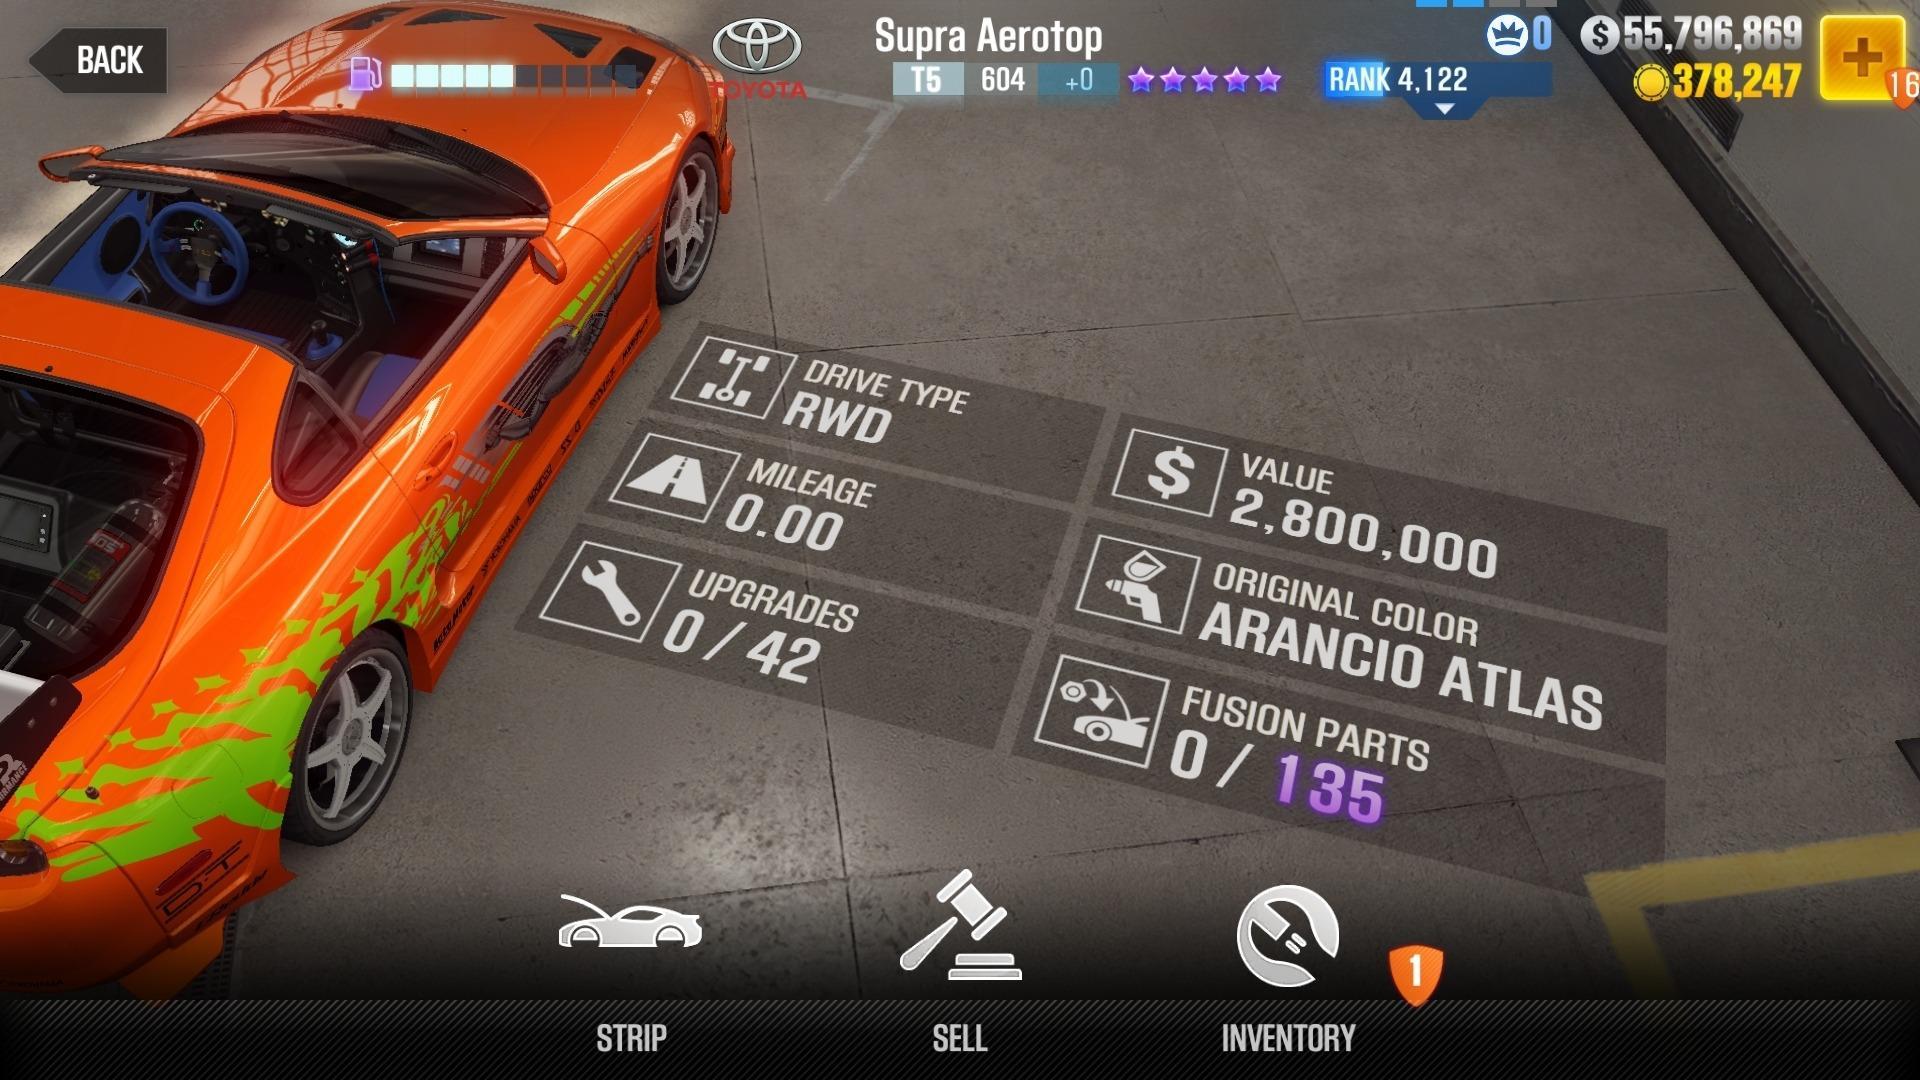 BACK
TOYOTA
Supra Aerotop
T5 604 +0
RANK 4,122
0
$ 55,796,869
378,247
16
DRIVE TYPE
RWD
MILEAGE
0.00
UPGRADES
0 / 42
$ VALUE
2,800,000
ORIGINAL COLOR
ARANCIO ATLAS
FUSION PARTS
0 / 135
STRIP
SELL
INVENTORY
1